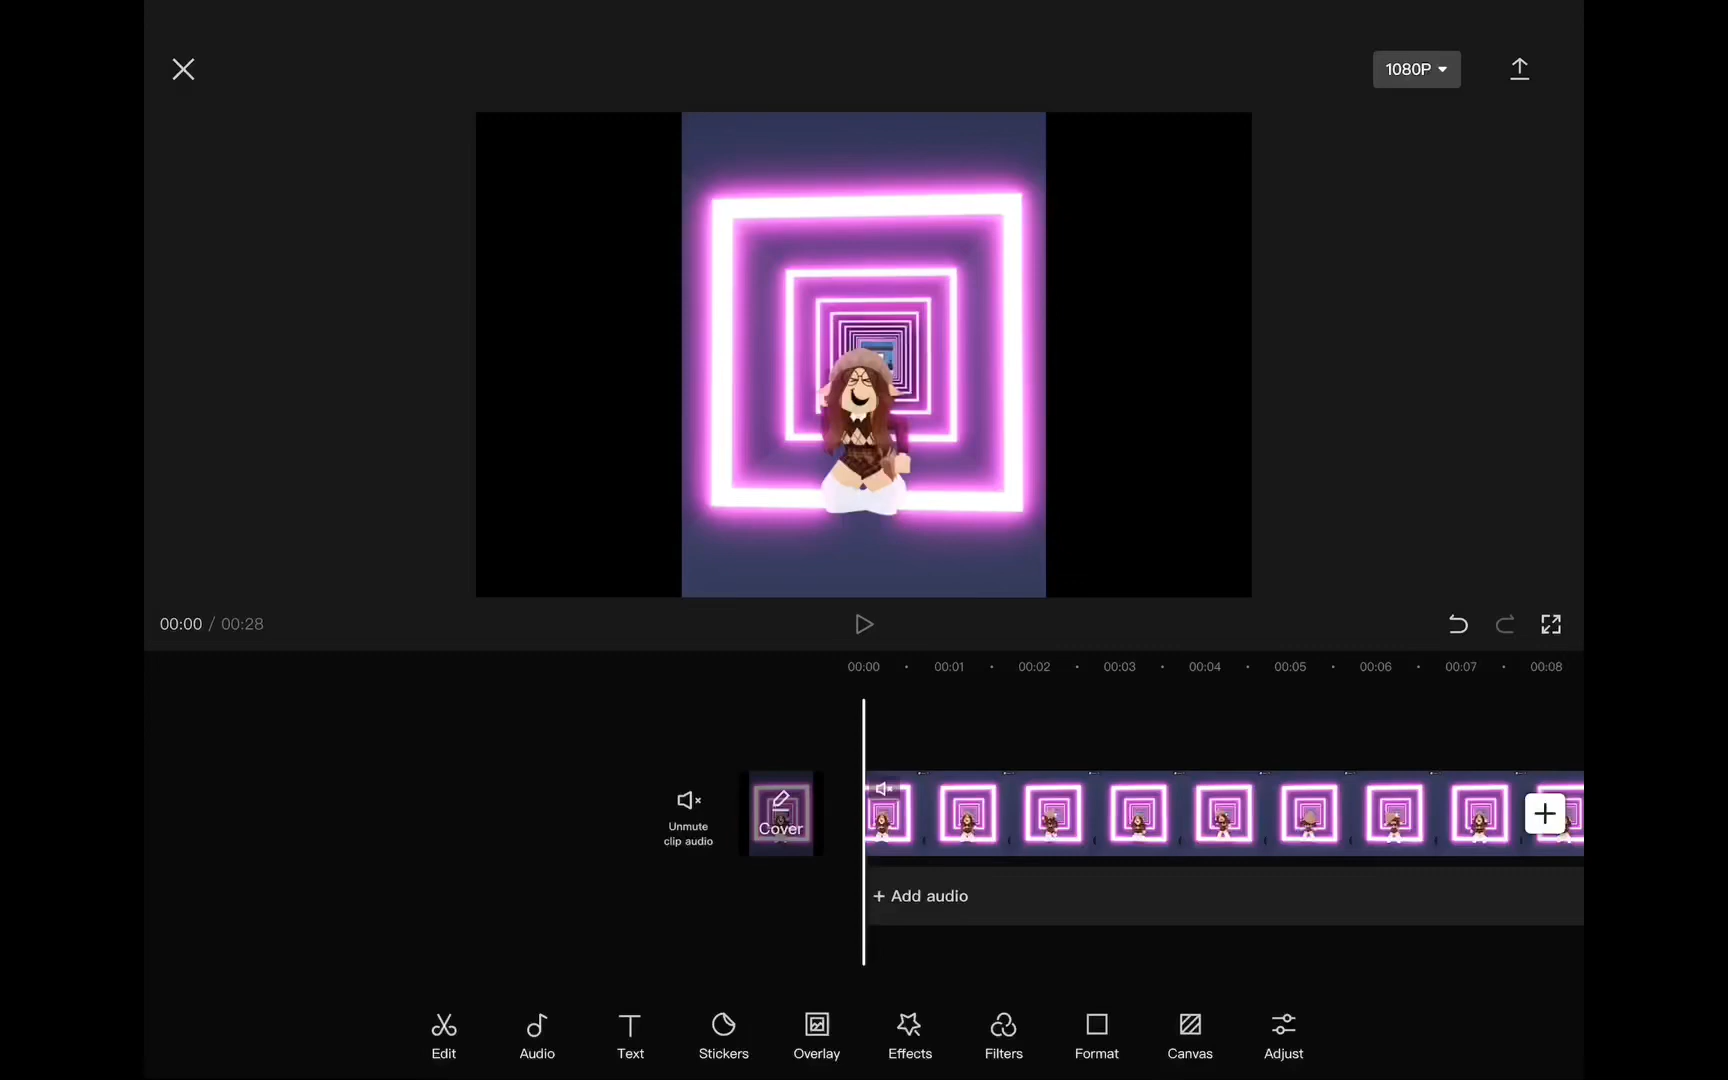 1080P
00:00 / 00:28
00:00 00:01 00:02 00:03 00:04 00:05 00:06 00:07 00:08
Unmute
clip audio
Cover
+ Add audio
Edit Audio Text Stickers Overlay Effects Filters Format Canvas Adjust